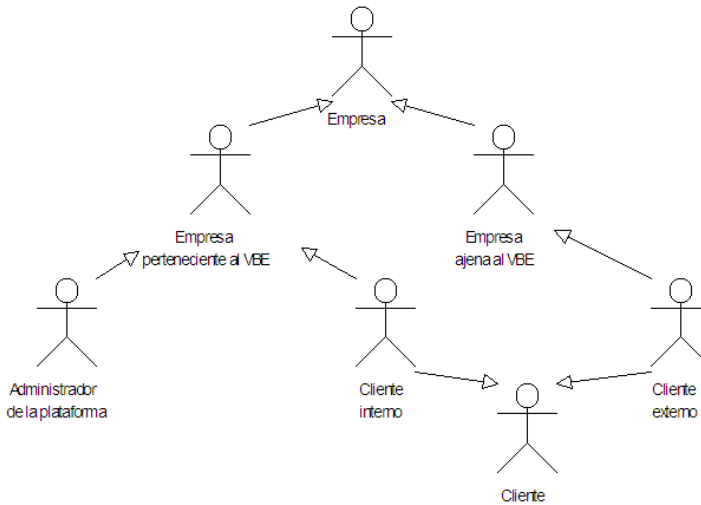 Empresa
Empresa
perteneciente al VBE
Empresa
ajena al VBE
Administrador
de la plataforma
Cliente
interno
Cliente
externo
Cliente